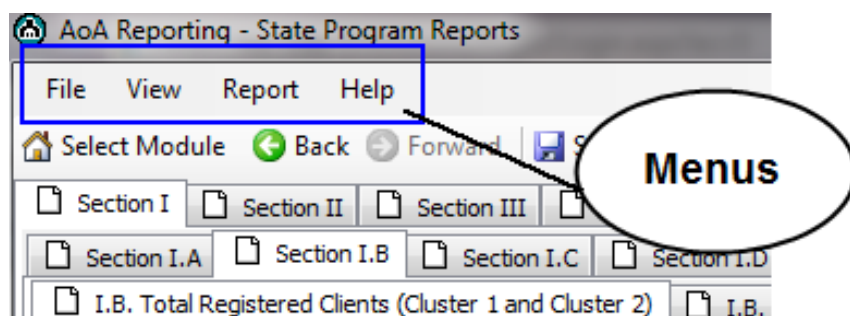 AoA Reporting - State Program Reports
File View Report Help
Select Module Back Forward S
Menus
Section I Section II Section III
Section I.A Section I.B Section I.C Section I.D
I.B. Total Registered Clients (Cluster 1 and Cluster 2) I.B.